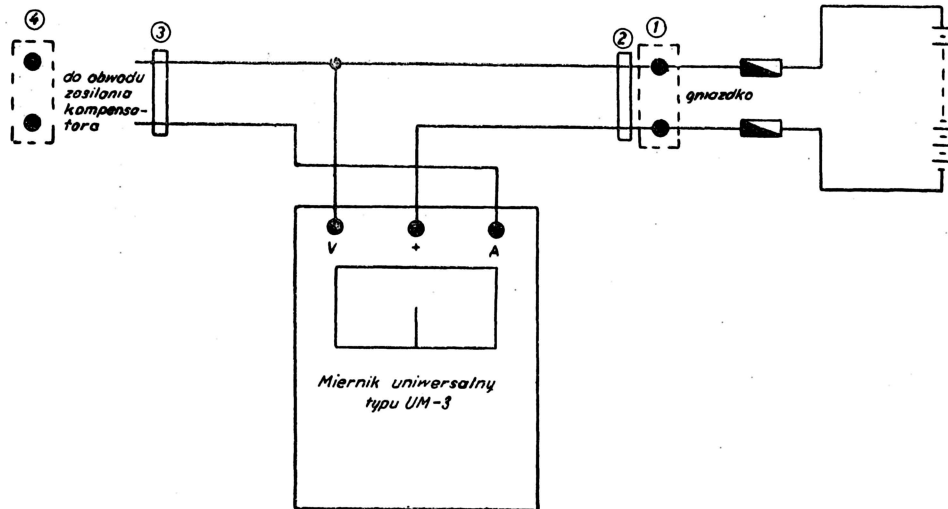 ④
③
②
①
do obwodu
zasilania
kompensa-
tora
gniazdko
V
+
A
Miernik uniwersalny
typu UM-3